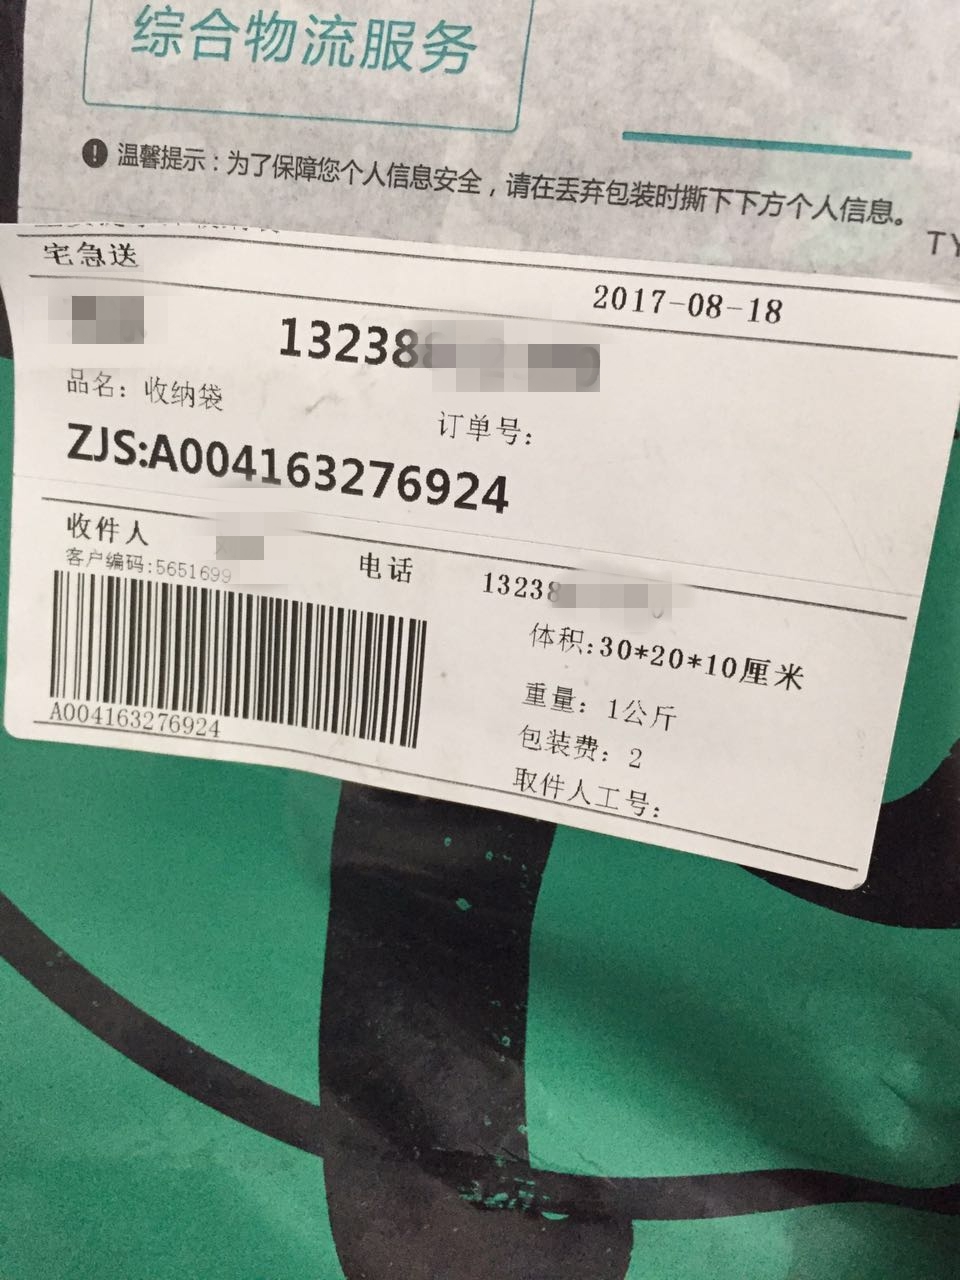 综合物流服务
温馨提示：为了保障您个人信息安全，请在丢弃包装时撕下下方个人信息。
TY
宅急送
2017-08-18
13238
品名：收纳袋
订单号：
ZJS:A004163276924
收件人
电话
13238
客户编码:5651699
体积:30*20*10厘米
重量：1公斤
A004163276924
包装费：2
取件人工号：